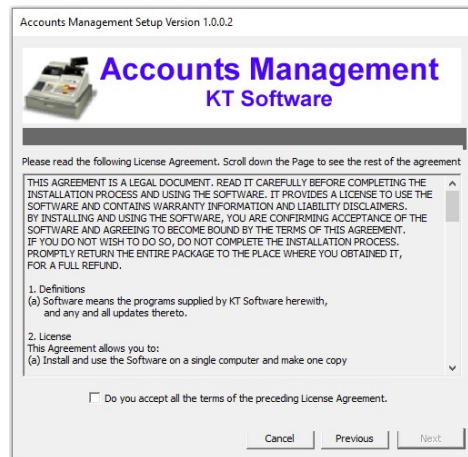 Accounts Management Setup Version 1.0.0.2
Accounts Management
KT Software
Please read the following License Agreement. Scroll down the Page to see the rest of the agreement
THIS AGREEMENT IS A LEGAL DOCUMENT. READ IT CAREFULLY BEFORE COMPLETING THE
INSTALLATION PROCESS AND USING THE SOFTWARE. IT PROVIDES A LICENSE TO USE THE
SOFTWARE AND CONTAINS WARRANTY INFORMATION AND LIABILITY DISCLAIMERS.
BY INSTALLING AND USING THE SOFTWARE, YOU ARE CONFIRMING ACCEPTANCE OF THE
SOFTWARE AND AGREEING TO BECOME BOUND BY THE TERMS OF THIS AGREEMENT.
IF YOU DO NOT WISH TO DO SO, DO NOT COMPLETE THE INSTALLATION PROCESS.
PROMPTLY RETURN THE ENTIRE PACKAGE TO THE PLACE WHERE YOU OBTAINED IT,
FOR A FULL REFUND.
1. Definitions
(a) Software means the programs supplied by KT Software herewith,
and any and all updates thereto.
2. License
This Agreement allows you to:
(a) Install and use the Software on a single computer and make one copy
Do you accept all the terms of the preceding License Agreement.
Cancel Previous Next